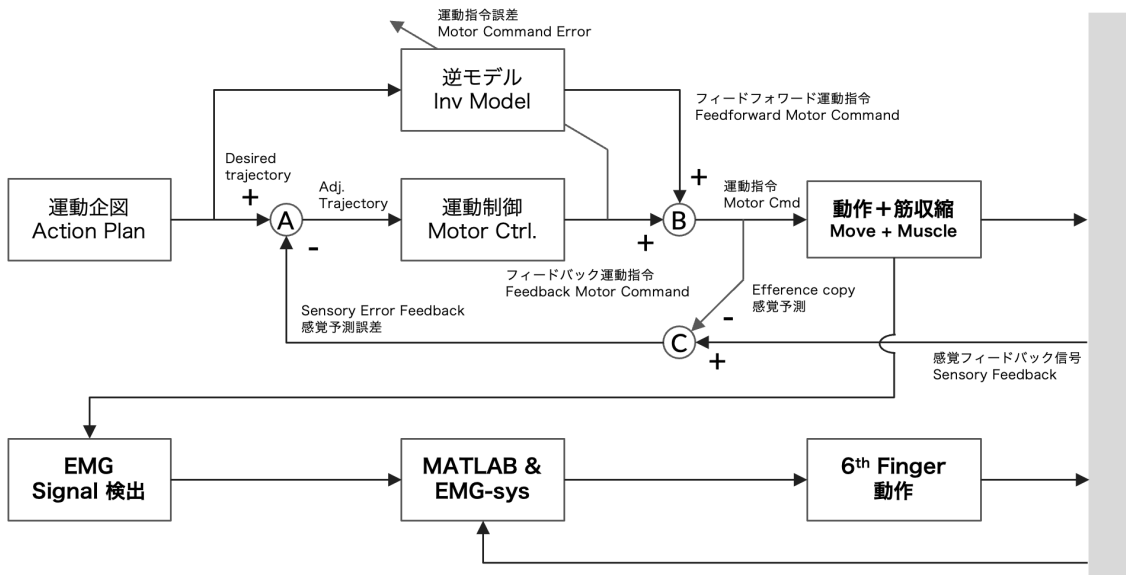 運動指令誤差
Motor Command Error
逆モデル
Inv Model
フィードフォワード運動指令
Feedforward Motor Command
Desired
trajectory
+
Adj.
Trajectory
+
運動指令
Motor Cmd
運動企図
Action Plan
A
-
運動制御
Motor Ctrl.
+
B
動作+筋収縮
Move + Muscle
フィードバック運動指令
Feedback Motor Command
Efference copy
感覚予測
Sensory Error Feedback
感覚予測誤差
-
C
+
感覚フィードバック信号
Sensory Feedback
EMG
Signal 検出
MATLAB &
EMG-sys
6th Finger
動作